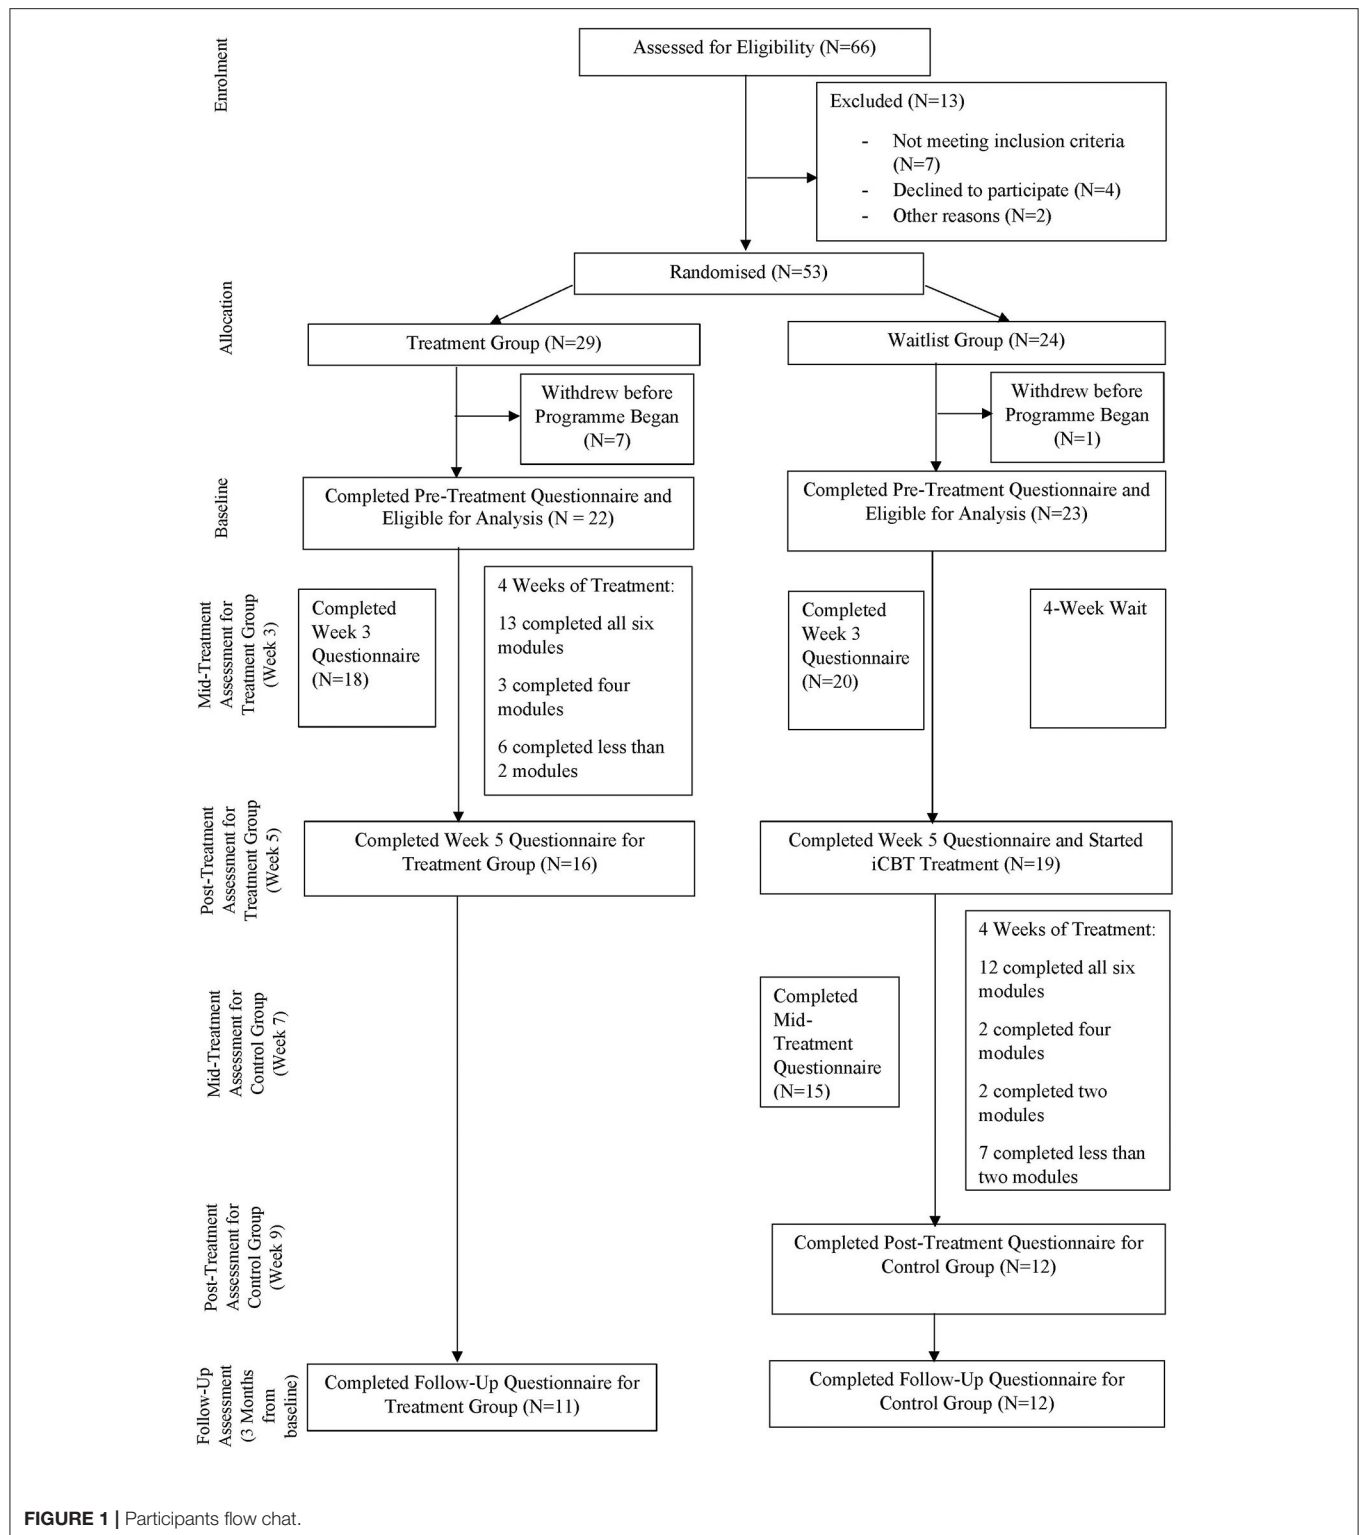 Enrolment
Assessed for Eligibility (N=66)
Excluded (N=13)
- Not meeting inclusion criteria
(N=7)
- Declined to participate (N=4)
- Other reasons (N=2)
Randomised (N=53)
Allocation
Treatment Group (N=29)
Waitlist Group (N=24)
Withdrew before
Programme Began
(N=7)
Withdrew before
Programme Began
(N=1)
Baseline
Completed Pre-Treatment Questionnaire and
Eligible for Analysis (N = 22)
Completed Pre-Treatment Questionnaire and
Eligible for Analysis (N=23)
Mid-Treatment
Assessment for
Treatment Group
(Week 3)
Completed
Week 3
Questionnaire
(N=18)
4 Weeks of Treatment:
13 completed all six
modules
3 completed four
modules
6 completed less than
2 modules
Completed
Week 3
Questionnaire
(N=20)
4-Week Wait
Post-Treatment
Assessment for
Treatment Group
(Week 5)
Completed Week 5 Questionnaire for
Treatment Group (N=16)
Completed Week 5 Questionnaire and Started
iCBT Treatment (N=19)
Mid-Treatment
Assessment for
Control Group
(Week 7)
Completed
Mid-
Treatment
Questionnaire
(N=15)
4 Weeks of Treatment:
12 completed all six
modules
2 completed four
modules
2 completed two
modules
7 completed less than
two modules
Post-Treatment
Assessment for
Control Group
(Week 9)
Completed Post-Treatment Questionnaire for
Control Group (N=12)
Follow-Up
Assessment
(3 Months
from
baseline)
Completed Follow-Up Questionnaire for
Treatment Group (N=11)
Completed Follow-Up Questionnaire for
Control Group (N=12)
FIGURE 1 | Participants flow chat.